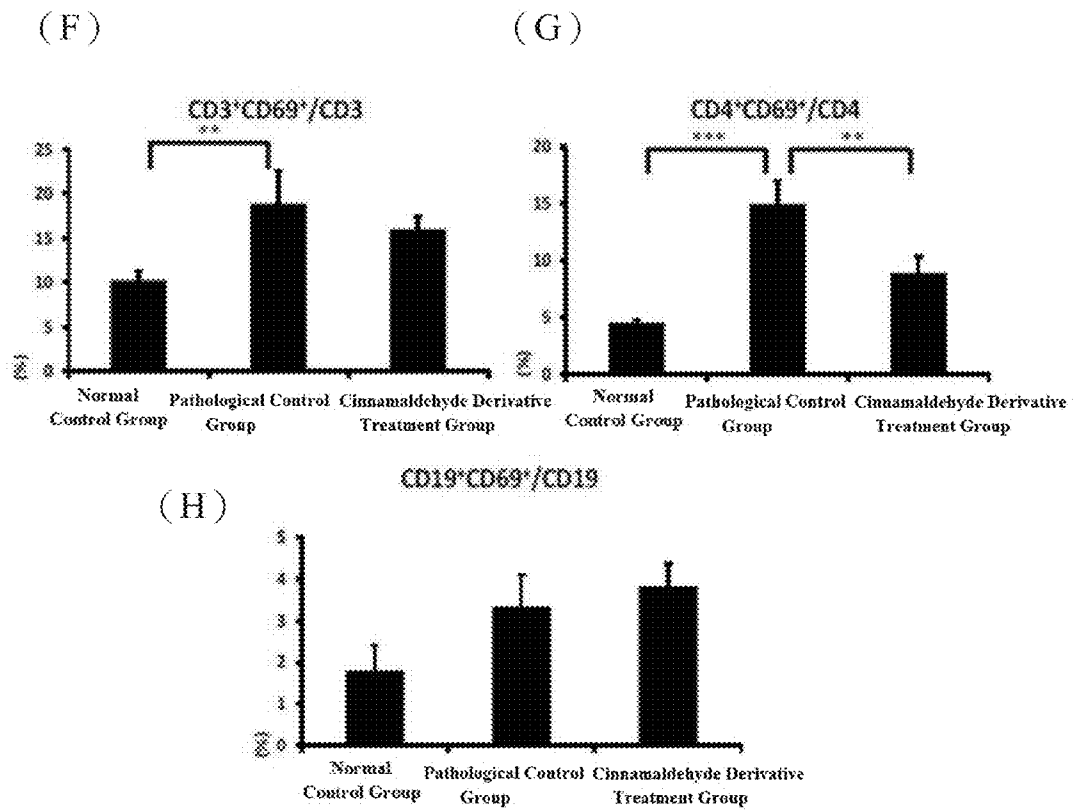 (F)
(G)
CD3⁺CD69⁺/CD3
**
25
20
15
10
5
0
(%)
Normal
Control Group
Pathological Control
Group
Cinnamaldehyde Derivative
Treatment Group
CD4⁺CD69⁺/CD4
***
**
20
15
10
5
0
(%)
Normal
Control Group
Pathological Control
Group
Cinnamaldehyde Derivative
Treatment Group
(H)
CD19⁺CD69⁺/CD19
5
4
3
2
1
0
(%)
Normal
Control Group
Pathological Control
Group
Cinnamaldehyde Derivative
Treatment Group